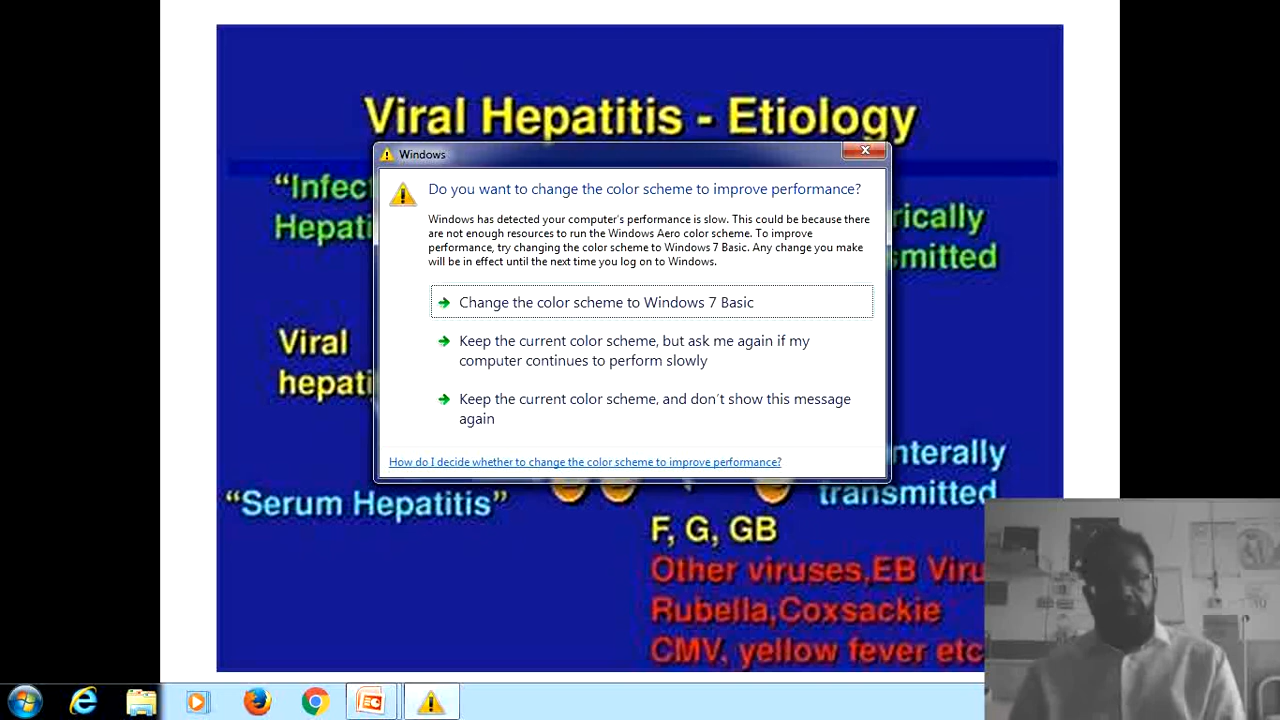 Viral Hepatitis - Etiology
Windows
Do you want to change the color scheme to improve performance?
Windows has detected your computer's performance is slow. This could be because there
are not enough resources to run the Windows Aero color scheme. To improve
performance, try changing the color scheme to Windows 7 Basic. Any change you make
will be in effect until the next time you log on to Windows.
Change the color scheme to Windows 7 Basic
Keep the current color scheme, but ask me again if my
computer continues to perform slowly
Keep the current color scheme, and don't show this message
again
How do I decide whether to change the color scheme to improve performance?
“Infect
Hepati
rically
smitted
Viral
hepati
“Serum Hepatitis”
nterally
transmitted
F, G, GB
Other viruses,EB Viru
Rubella,Coxsackie
CMV, yellow fever etc